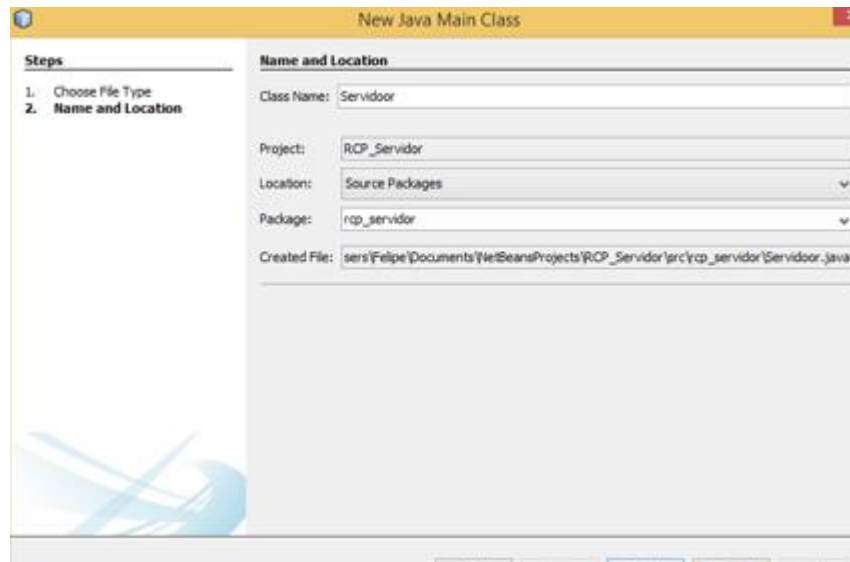 New Java Main Class
Steps
1. Choose File Type
2. Name and Location
Name and Location
Class Name: Servidoor
Project: RCP_Servidor
Location: Source Packages
Package: rcp_servidor
Created File: sers\Felipe\Documents\NetBeansProjects\RCP_Servidor\src\rcp_servidor\Servidoor.java